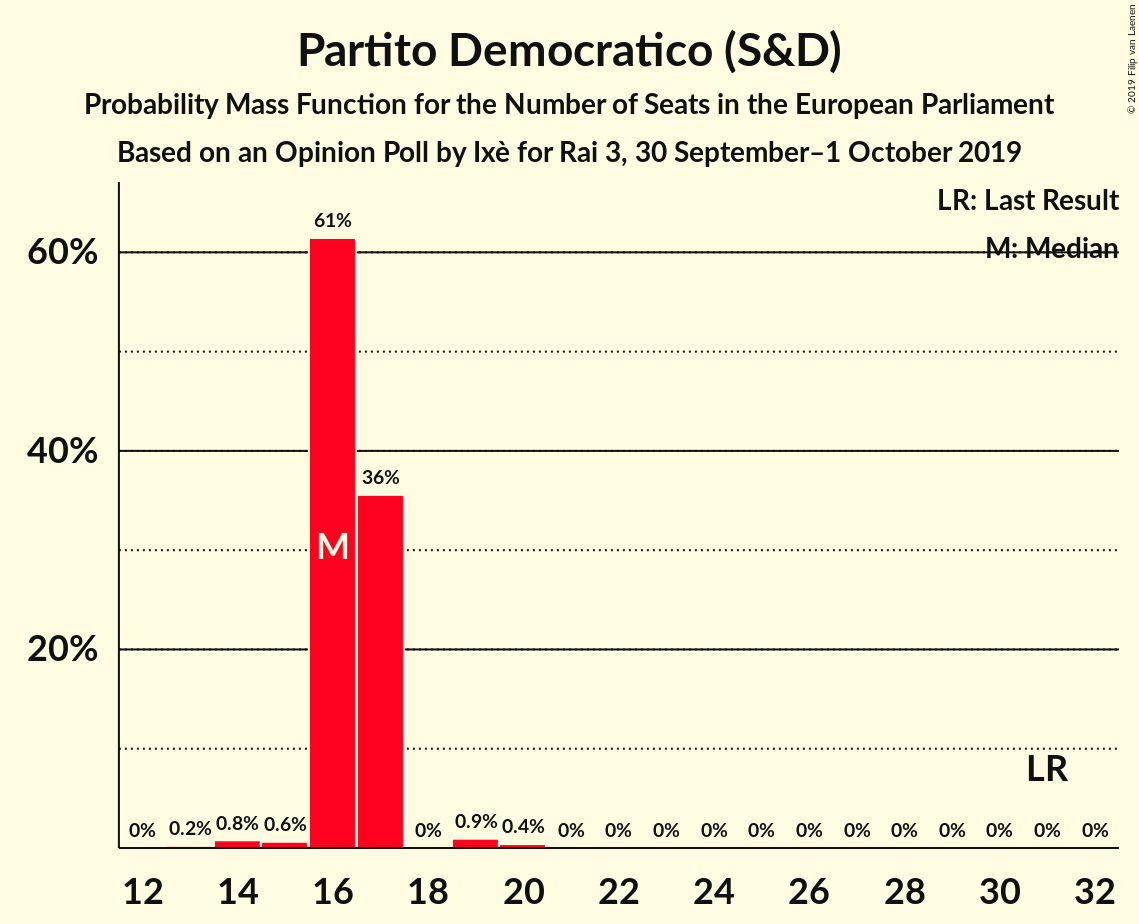 Partito Democratico (S&D)
Probability Mass Function for the Number of Seats in the European Parliament
Based on an Opinion Poll by Ixè for Rai 3, 30 September–1 October 2019
© 2019 Filip van Laenen
LR: Last Result
M: Median
60%
40%
20%
61%
36%
M
LR
0% 0.2% 0.8% 0.6% 0% 0.9% 0.4% 0% 0% 0% 0% 0% 0% 0% 0% 0% 0% 0% 0%
12 14 16 18 20 22 24 26 28 30 32